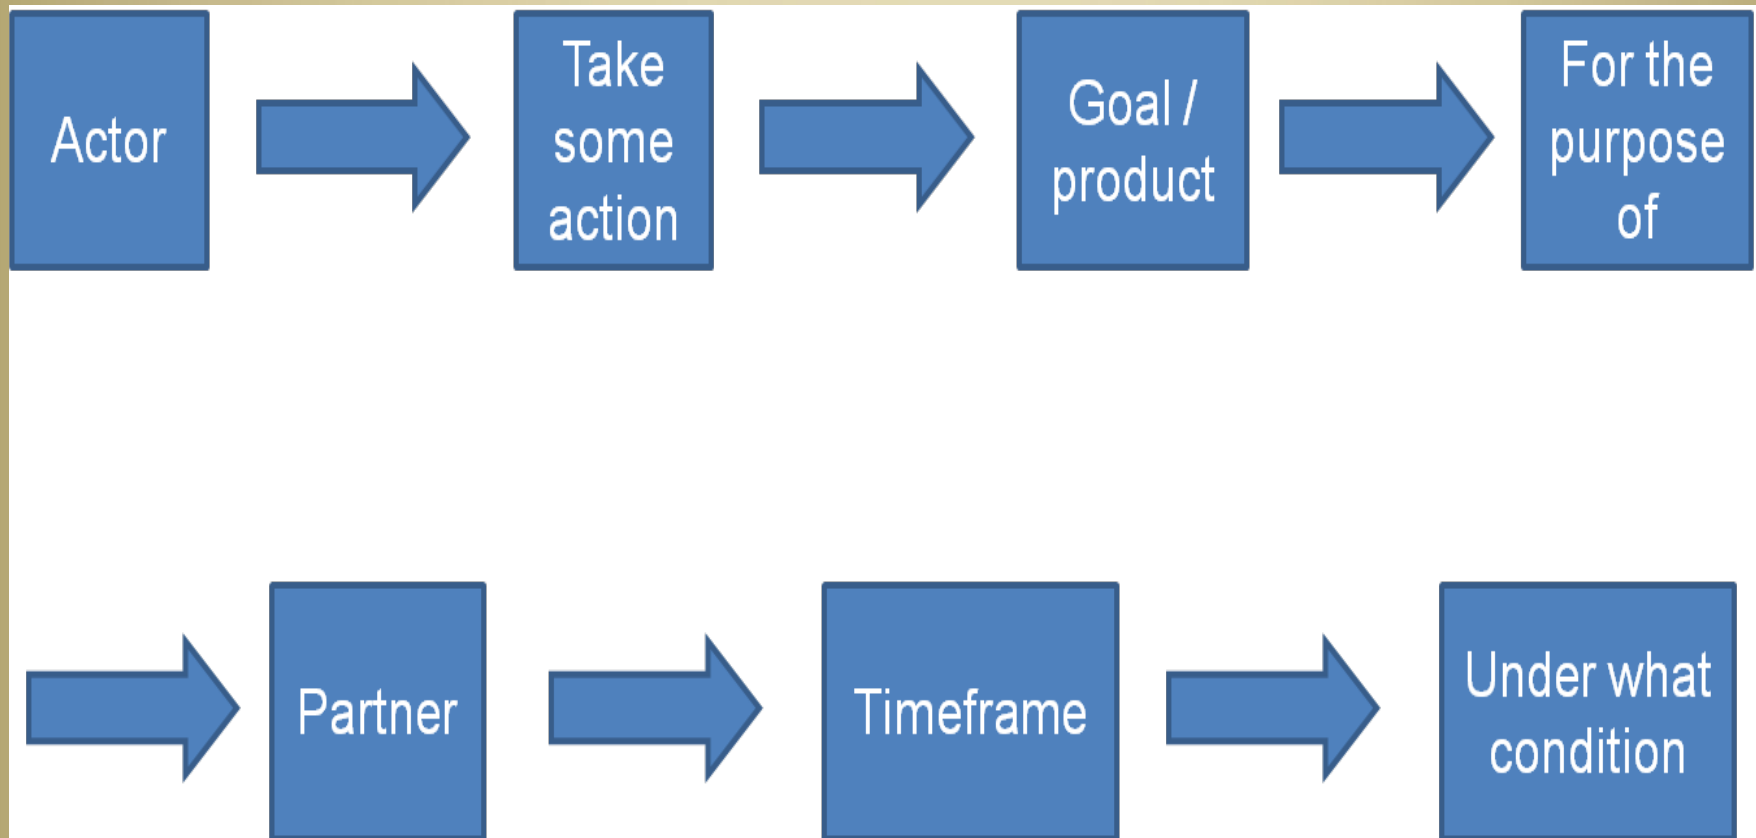 Actor
Take
some
action
Goal /
product
For the
purpose
of
Partner
Timeframe
Under what
condition